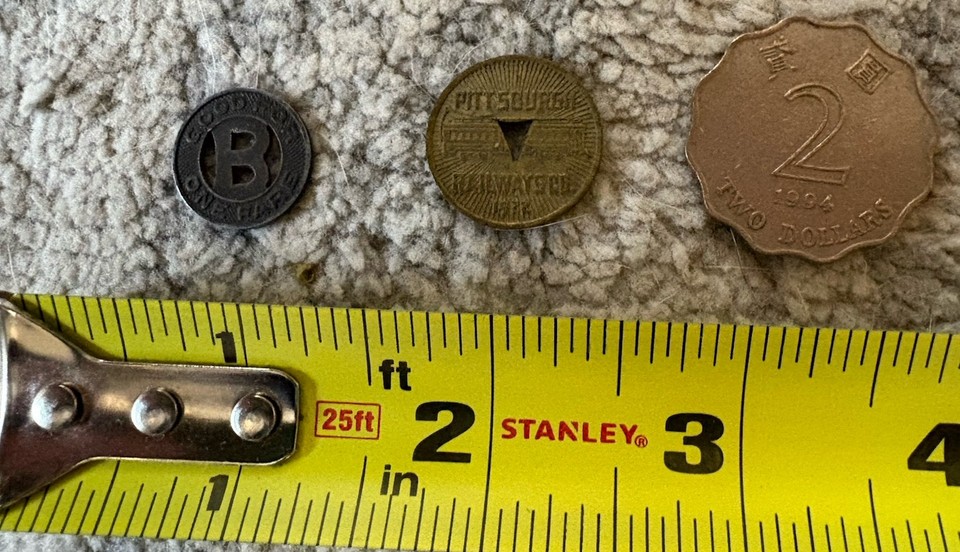 GOOD FOR
B
ONE FARE
PITTSBURGH
RAILWAYS CO.
貳 圓
2
1994
TWO DOLLARS
1 ft
25ft 2 STANLEY® 3 4
1 in